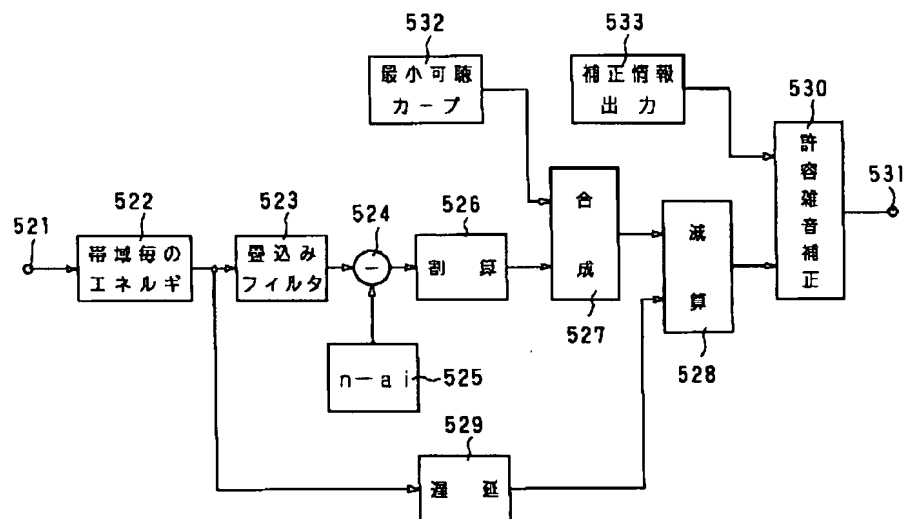 532
最小可聴
カーブ
533
補正情報
出力
530
許容雑音補正
531
521
522
帯域毎の
エネルギ
523
畳込み
フィルタ
524
−
526
割算
合成
527
減算
528
n−ai
525
529
遅延